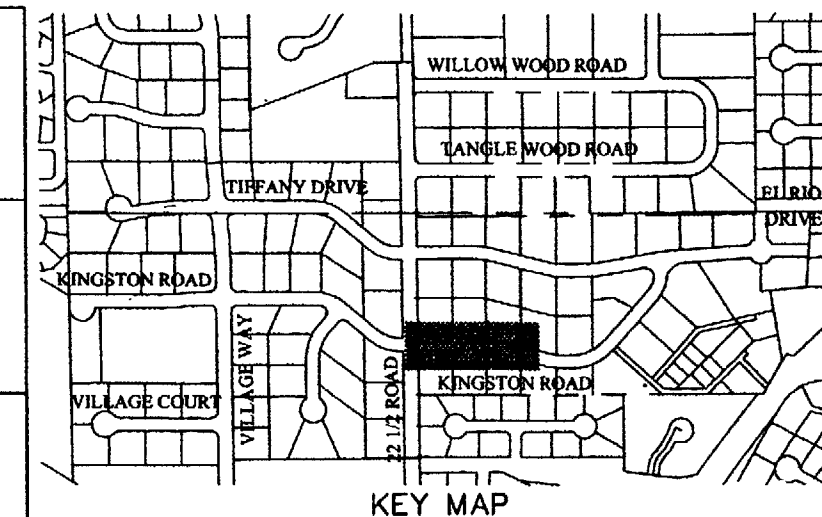 WILLOW WOOD ROAD
TANGLE WOOD ROAD
TIFFANY DRIVE
EL RIO
DRIVE
KINGSTON ROAD
VILLAGE WAY
22 1/2 ROAD
KINGSTON ROAD
VILLAGE COURT
KEY MAP